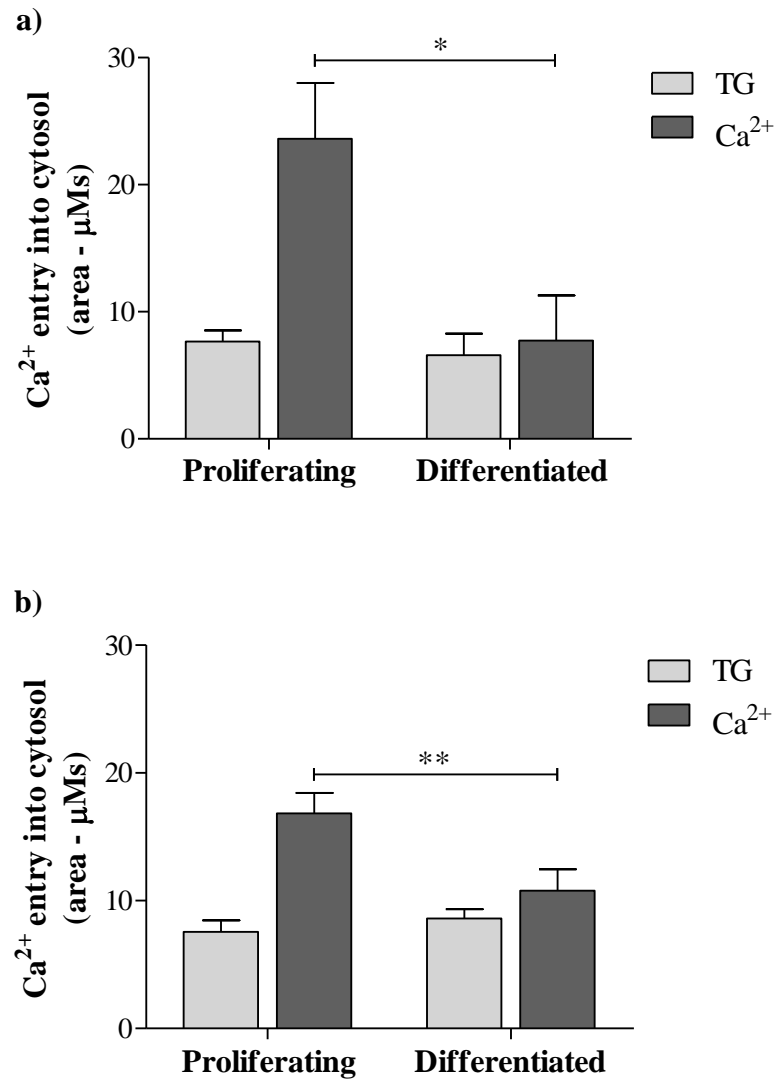 a)
*
30
20
10
0
Ca²⁺ entry into cytosol
(area - μMs)
TG
Ca²⁺
Proliferating Differentiated
b)
**
30
20
10
0
Ca²⁺ entry into cytosol
(area - μMs)
TG
Ca²⁺
Proliferating Differentiated